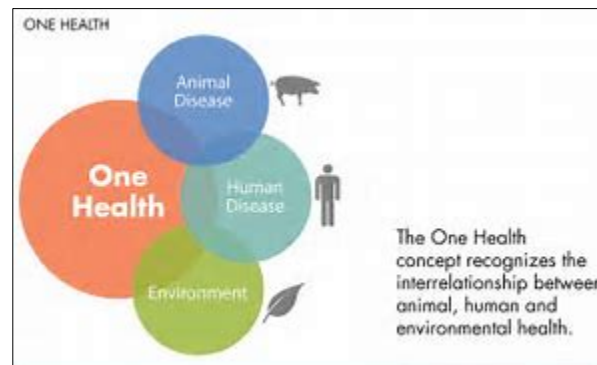 ONE HEALTH
Animal
Disease
One
Health
Human
Disease
Environment
The One Health
concept recognizes the
interrelationship between
animal, human and
environmental health.